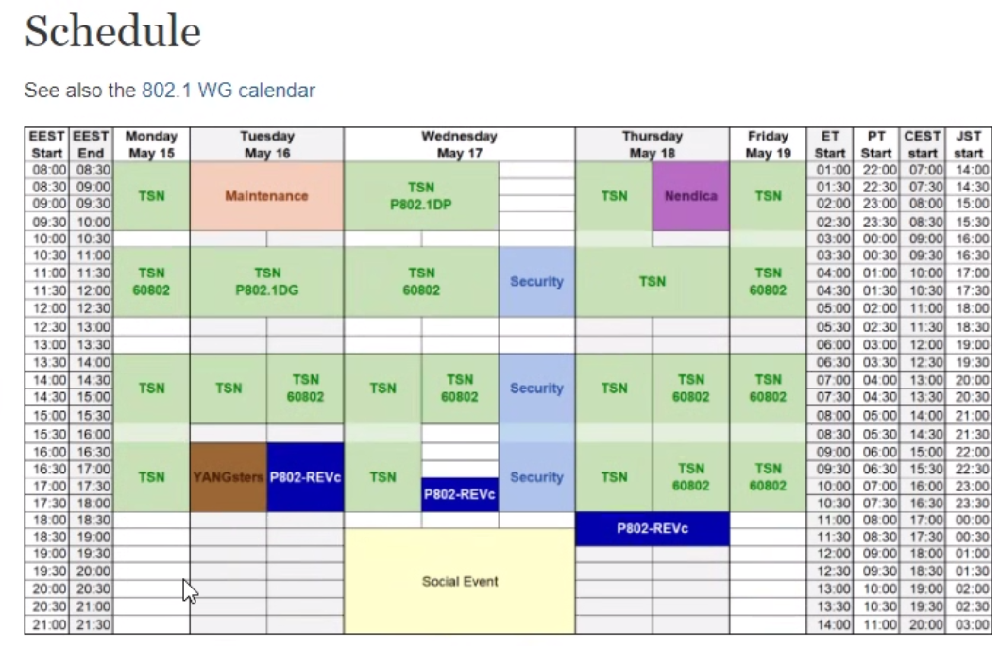 Schedule
See also the 802.1 WG calendar
EEST EEST Monday Tuesday Wednesday Thursday Friday ET PT CEST JST
Start End May 15 May 16 May 17 May 18 May 19 Start Start start start
08:00 08:30 01:00 22:00 07:00 14:00
08:30 09:00 TSN Maintenance TSN TSN Nendica TSN 01:30 22:30 07:30 14:30
09:00 09:30 P802.1DP 02:00 23:00 08:00 15:00
09:30 10:00 02:30 23:30 08:30 15:30
10:00 10:30 03:00 00:00 09:00 16:00
10:30 11:00 03:30 00:30 09:30 16:30
11:00 11:30 TSN TSN TSN Security TSN TSN 04:00 01:00 10:00 17:00
11:30 12:00 60802 P802.1DG 60802 60802 04:30 01:30 10:30 17:30
12:00 12:30 05:00 02:00 11:00 18:00
12:30 13:00 05:30 02:30 11:30 18:30
13:00 13:30 06:00 03:00 12:00 19:00
13:30 14:00 06:30 03:30 12:30 19:30
14:00 14:30 TSN TSN TSN TSN TSN Security TSN TSN TSN 07:00 04:00 13:00 20:00
14:30 15:00 60802 60802 60802 60802 07:30 04:30 13:30 20:30
15:00 15:30 08:00 05:00 14:00 21:00
15:30 16:00 08:30 05:30 14:30 21:30
16:00 16:30 09:00 06:00 15:00 22:00
16:30 17:00 TSN YANGsters P802-REVc TSN Security TSN TSN TSN 09:30 06:30 15:30 22:30
17:00 17:30 P802-REVc 60802 60802 10:00 07:00 16:00 23:00
17:30 18:00 10:30 07:30 16:30 23:30
18:00 18:30 P802-REVc 11:00 08:00 17:00 00:00
18:30 19:00 11:30 08:30 17:30 00:30
19:00 19:30 12:00 09:00 18:00 01:00
19:30 20:00 Social Event 12:30 09:30 18:30 01:30
20:00 20:30 13:00 10:00 19:00 02:00
20:30 21:00 13:30 10:30 19:30 02:30
21:00 21:30 14:00 11:00 20:00 03:00